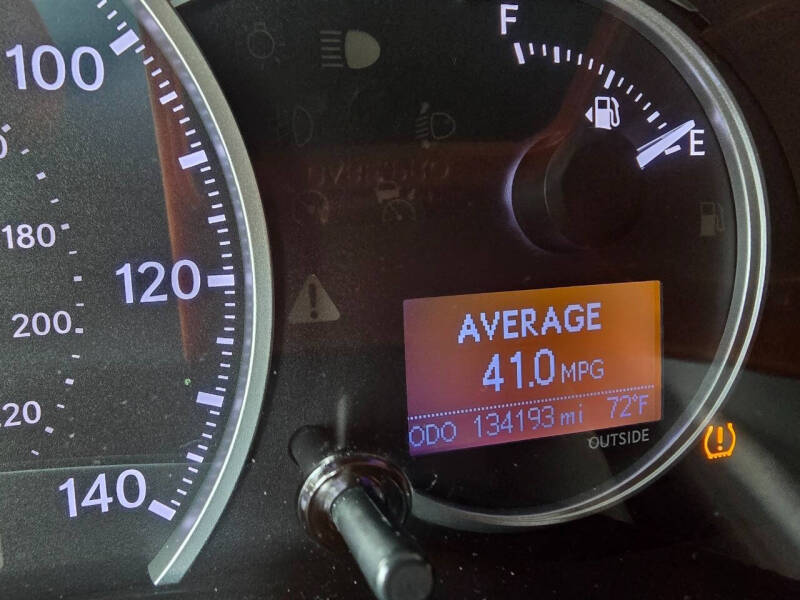 100
120
140
180
200
F
E
AVERAGE
41.0 MPG
ODO 134193 mi 72°F
OUTSIDE